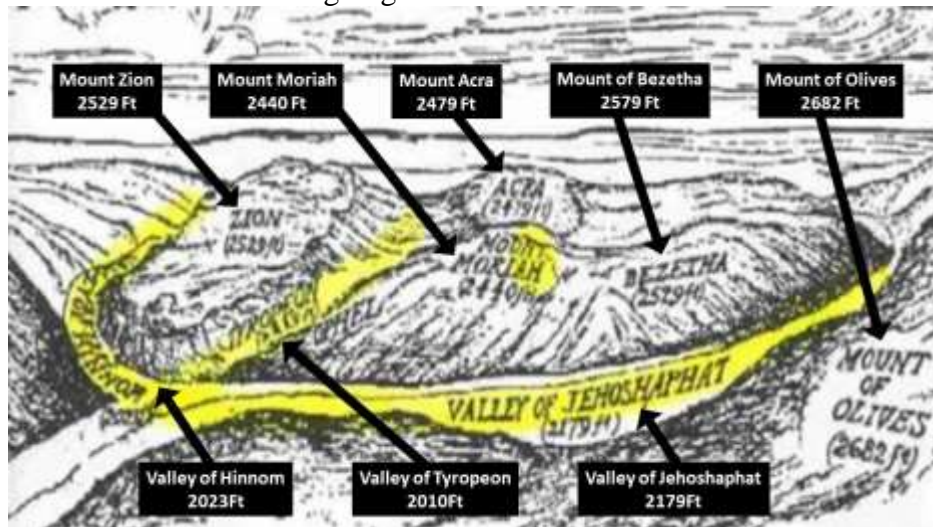 Mount Zion
2529 Ft
Mount Moriah
2440 Ft
Mount Acra
2479 Ft
Mount of Bezetha
2579 Ft
Mount of Olives
2682 Ft
ACRA
(2479 ft)
ZION
(2529 ft)
MOUNT
MORIAH
(2440 ft)
BEZETHA
(2529 ft)
MOUNT
OF
OLIVES
(2682 ft)
HINNOM
VALLEY OF JEHOSHAPHAT
(2179 ft)
Valley of Hinnom
2023Ft
Valley of Tyropeon
2010Ft
Valley of Jehoshaphat
2179Ft